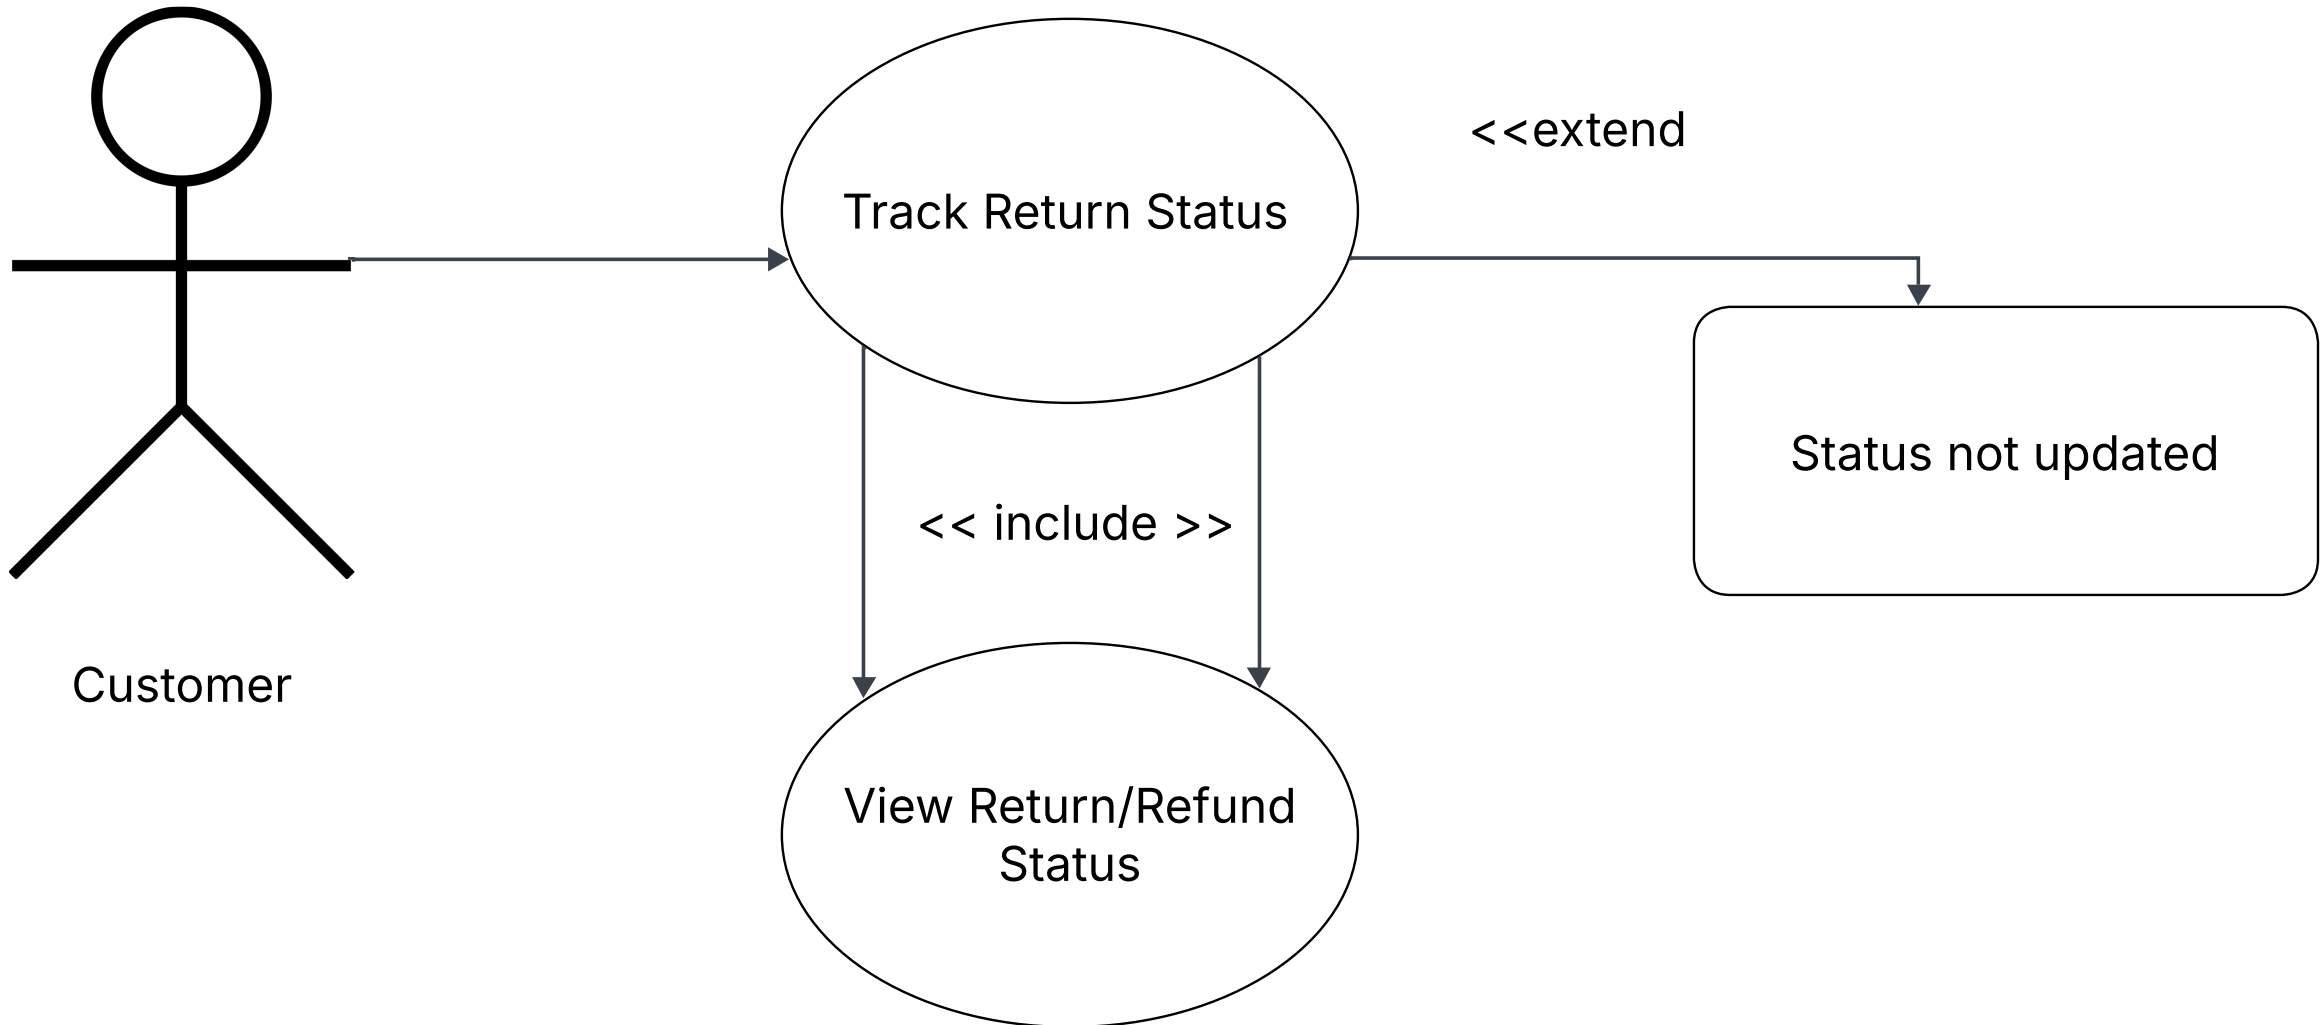 <<extend
Track Return Status
Status not updated
<< include >>
Customer
View Return/Refund
Status